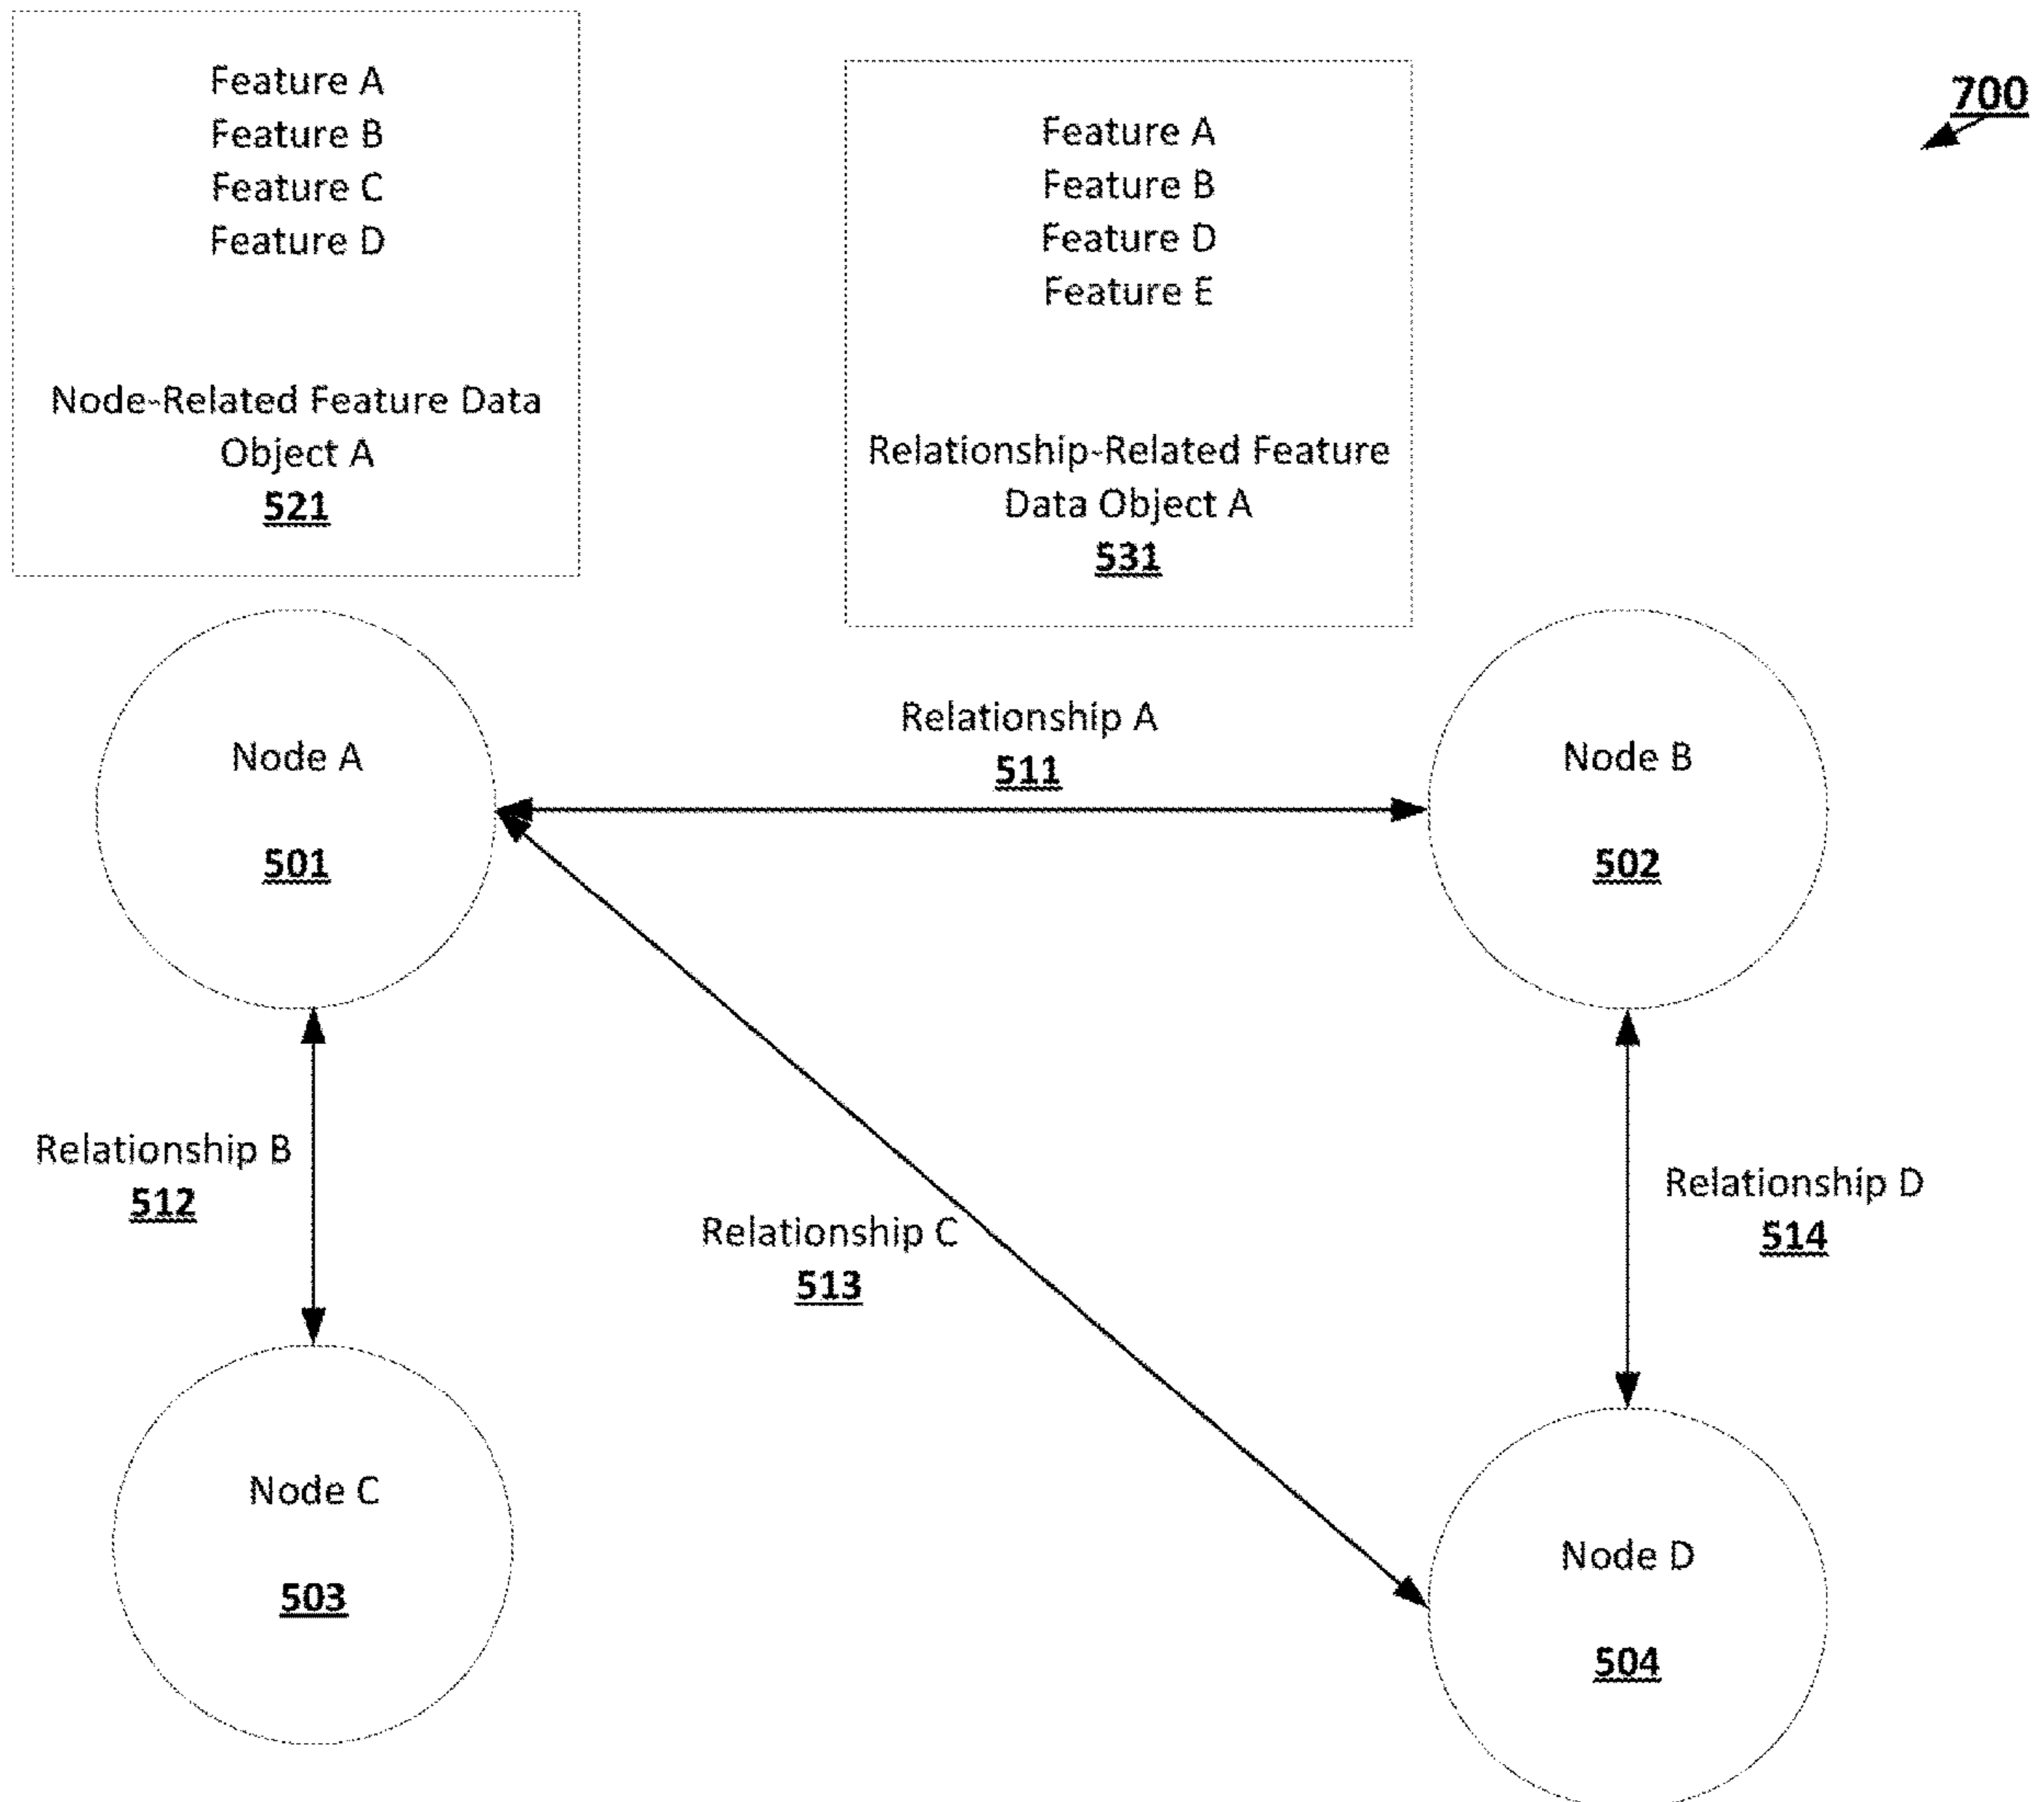 Feature A
Feature B
Feature C
Feature D
Node-Related Feature Data
Object A
521
Feature A
Feature B
Feature D
Feature E
Relationship-Related Feature
Data Object A
531
700
Node A
501
Relationship A
511
Node B
502
Relationship B
512
Relationship C
513
Relationship D
514
Node C
503
Node D
504